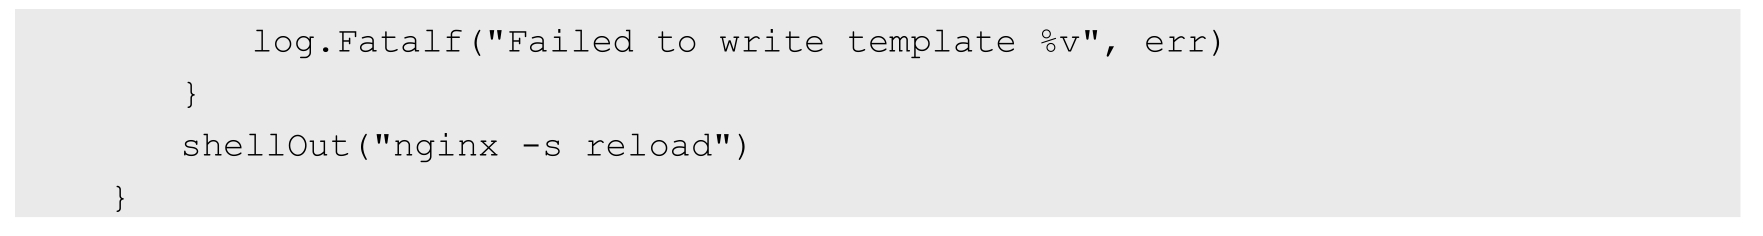 log.Fatalf("Failed to write template %v", err)
}
shellOut("nginx -s reload")
}